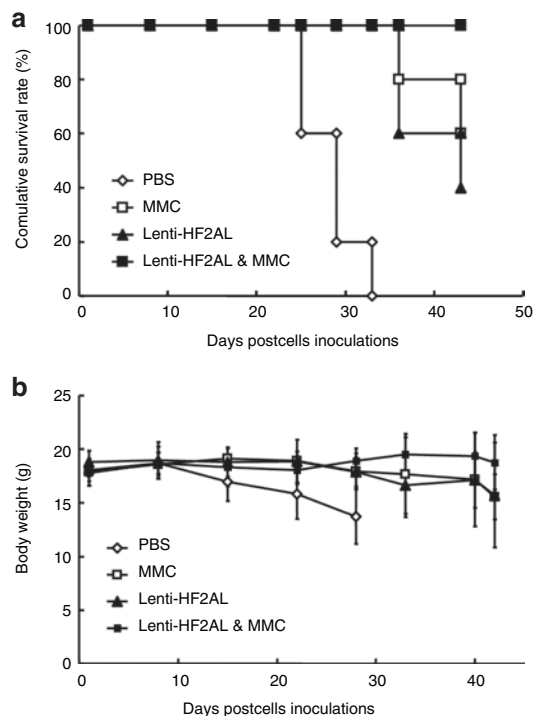 a
Comulative survival rate (%)
100
80
60
40
20
0
PBS
MMC
Lenti-HF2AL
Lenti-HF2AL & MMC
0 10 20 30 40 50
Days postcells inoculations
b
Body weight (g)
25
20
15
10
5
0
PBS
MMC
Lenti-HF2AL
Lenti-HF2AL & MMC
0 10 20 30 40
Days postcells inoculations